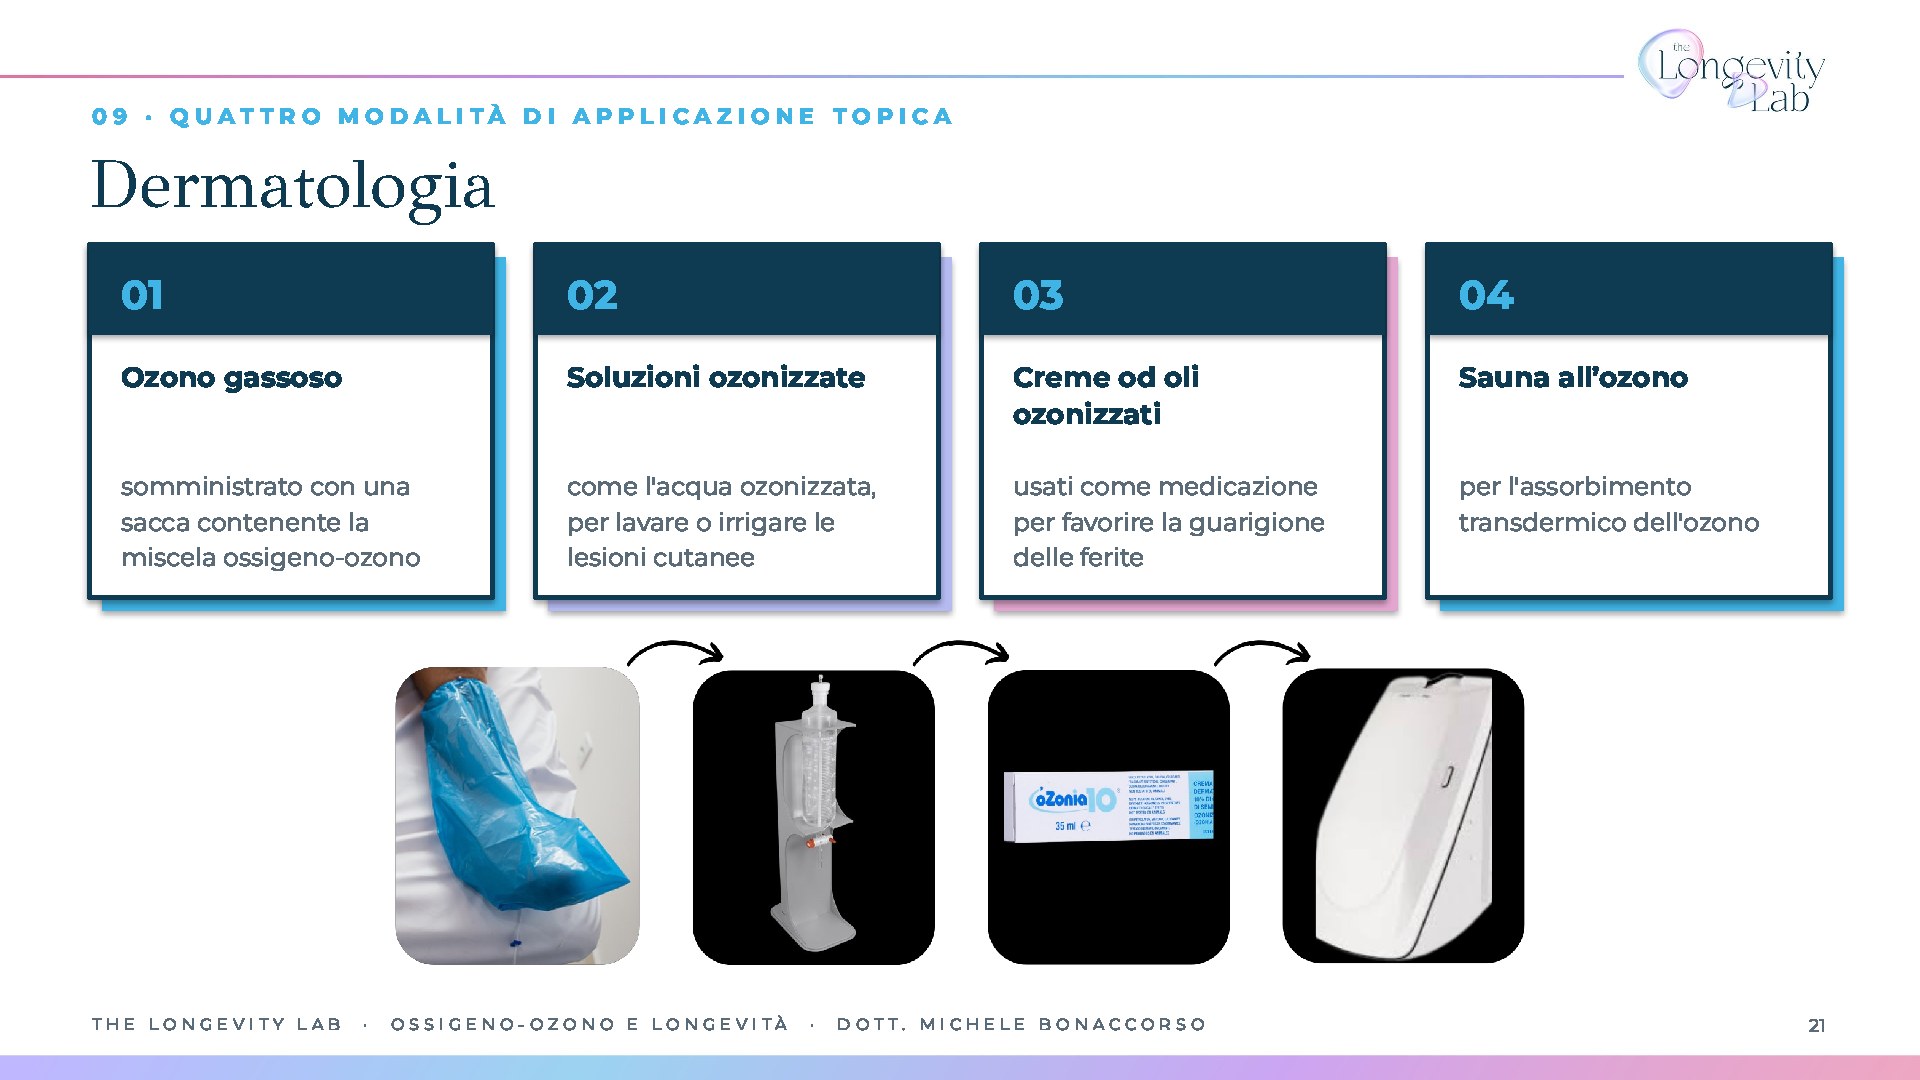 the
Longevity
Lab
09 · QUATTRO MODALITÀ DI APPLICAZIONE TOPICA
Dermatologia
01
Ozono gassoso
somministrato con una
sacca contenente la
miscela ossigeno-ozono
02
Soluzioni ozonizzate
come l'acqua ozonizzata,
per lavare o irrigare le
lesioni cutanee
03
Creme od oli
ozonizzati
usati come medicazione
per favorire la guarigione
delle ferite
04
Sauna all’ozono
per l'assorbimento
transdermico dell'ozono
oZonia10
35 ml
THE LONGEVITY LAB · OSSIGENO-OZONO E LONGEVITÀ · DOTT. MICHELE BONACCORSO
21